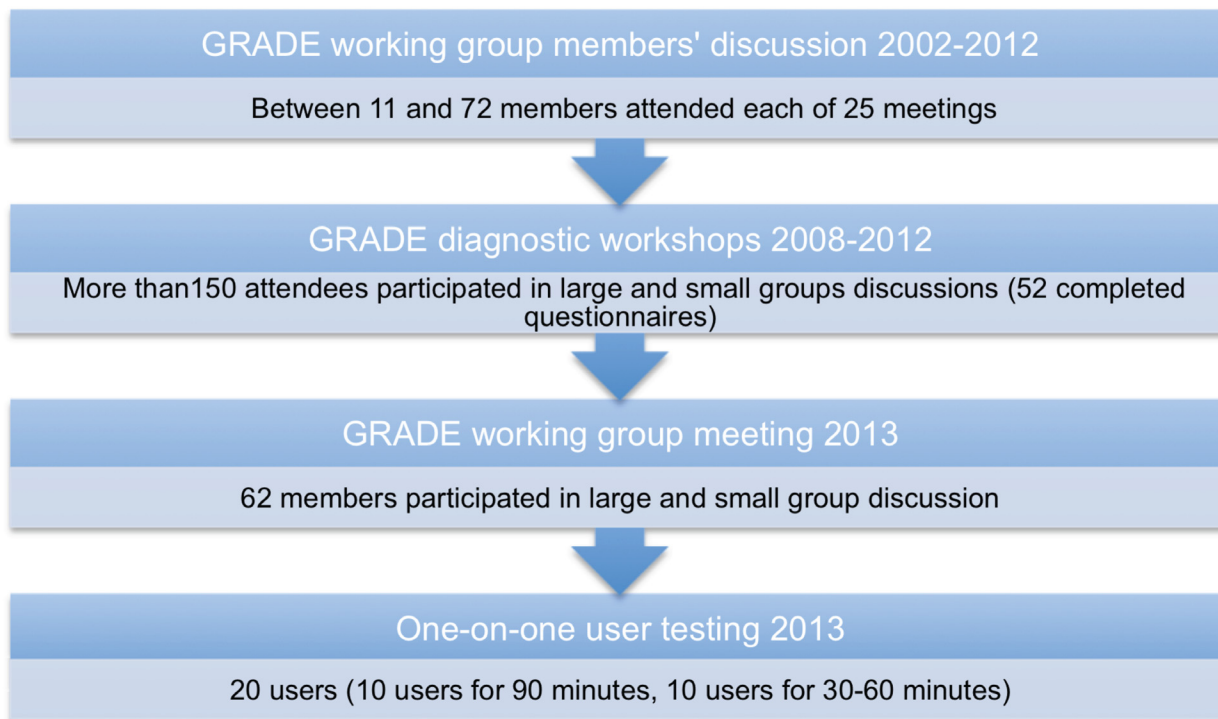 GRADE working group members' discussion 2002-2012
Between 11 and 72 members attended each of 25 meetings
GRADE diagnostic workshops 2008-2012
More than150 attendees participated in large and small groups discussions (52 completed
questionnaires)
GRADE working group meeting 2013
62 members participated in large and small group discussion
One-on-one user testing 2013
20 users (10 users for 90 minutes, 10 users for 30-60 minutes)